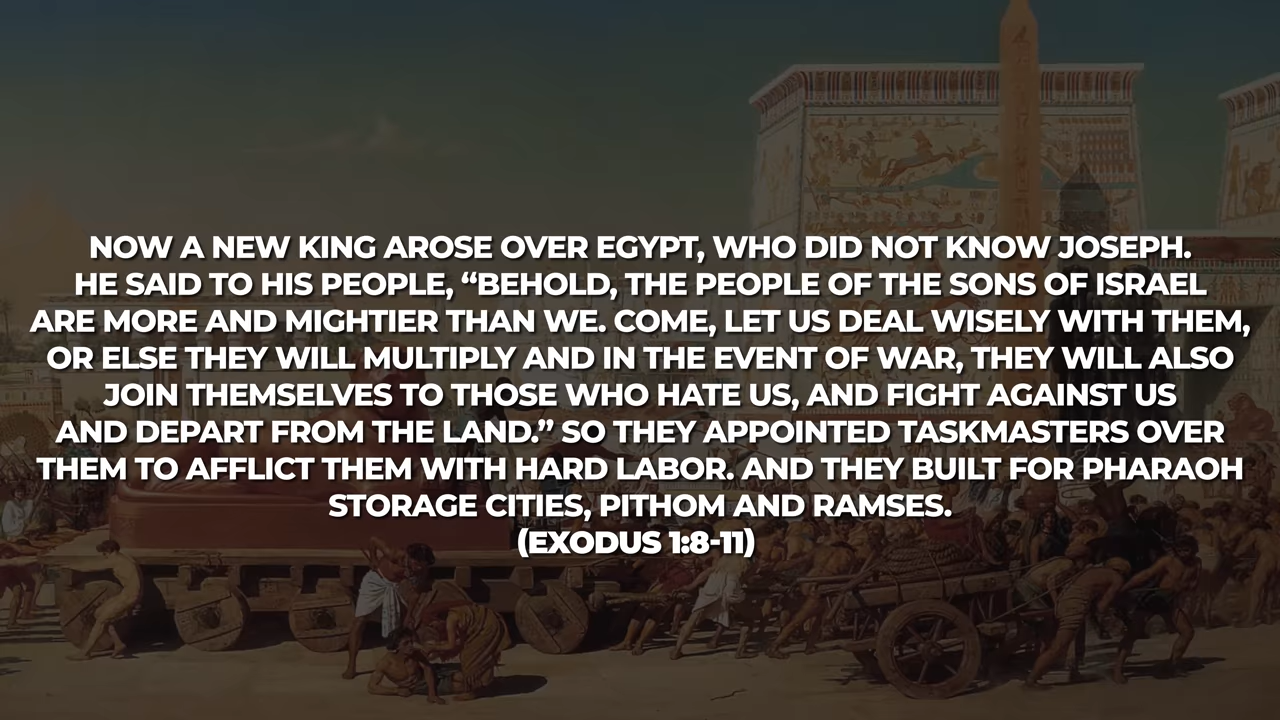 NOW A NEW KING AROSE OVER EGYPT, WHO DID NOT KNOW JOSEPH.
HE SAID TO HIS PEOPLE, “BEHOLD, THE PEOPLE OF THE SONS OF ISRAEL
ARE MORE AND MIGHTIER THAN WE. COME, LET US DEAL WISELY WITH THEM,
OR ELSE THEY WILL MULTIPLY AND IN THE EVENT OF WAR, THEY WILL ALSO
JOIN THEMSELVES TO THOSE WHO HATE US, AND FIGHT AGAINST US
AND DEPART FROM THE LAND.” SO THEY APPOINTED TASKMASTERS OVER
THEM TO AFFLICT THEM WITH HARD LABOR. AND THEY BUILT FOR PHARAOH
STORAGE CITIES, PITHOM AND RAMSES.
(EXODUS 1:8-11)